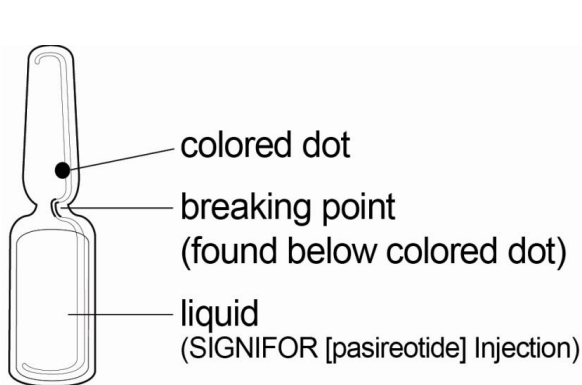 colored dot
breaking point
(found below colored dot)
liquid
(SIGNIFOR [pasireotide] Injection)